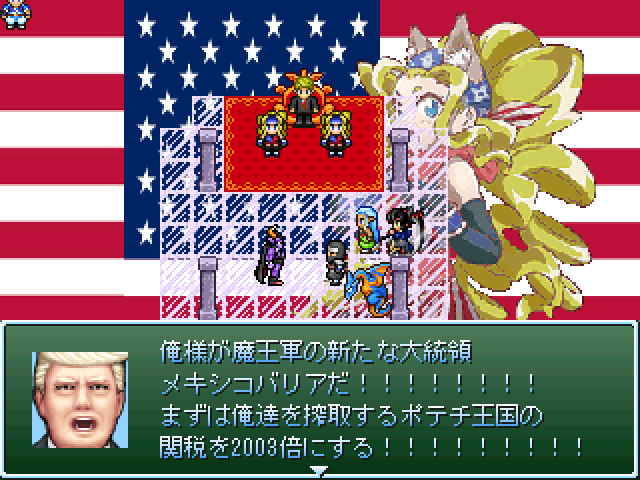 俺様が魔王軍の新たな大統領
メキシコバリアだ！！！！！！！！
まずは俺達を搾取するポテチ王国の
関税を2003倍にする！！！！！！！！！